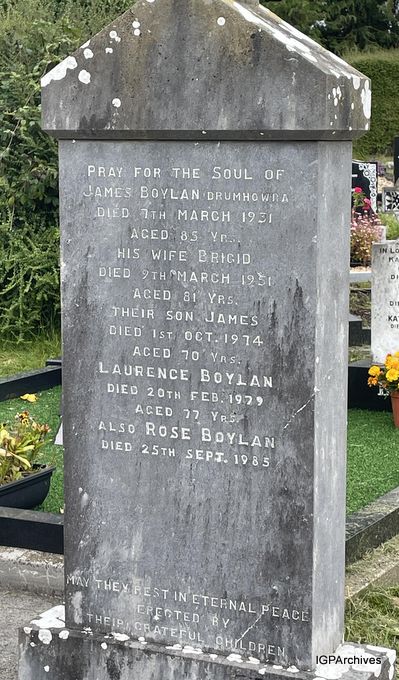 PRAY FOR THE SOUL OF
JAMES BOYLAN (DRUMHOWRA)
DIED 7TH MARCH 1931
AGED 85 YRS.
HIS WIFE BRIGID
DIED 9TH MARCH 1931
AGED 81 YRS.
THEIR SON JAMES
DIED 1ST OCT. 1974
AGED 70 YRS.
LAURENCE BOYLAN
DIED 20TH FEB. 1979
AGED 77 YRS.
ALSO ROSE BOYLAN
DIED 25TH SEPT. 1985
MAY THEY REST IN ETERNAL PEACE
ERECTED BY
THEIR GRATEFUL CHILDREN
IGPArchives